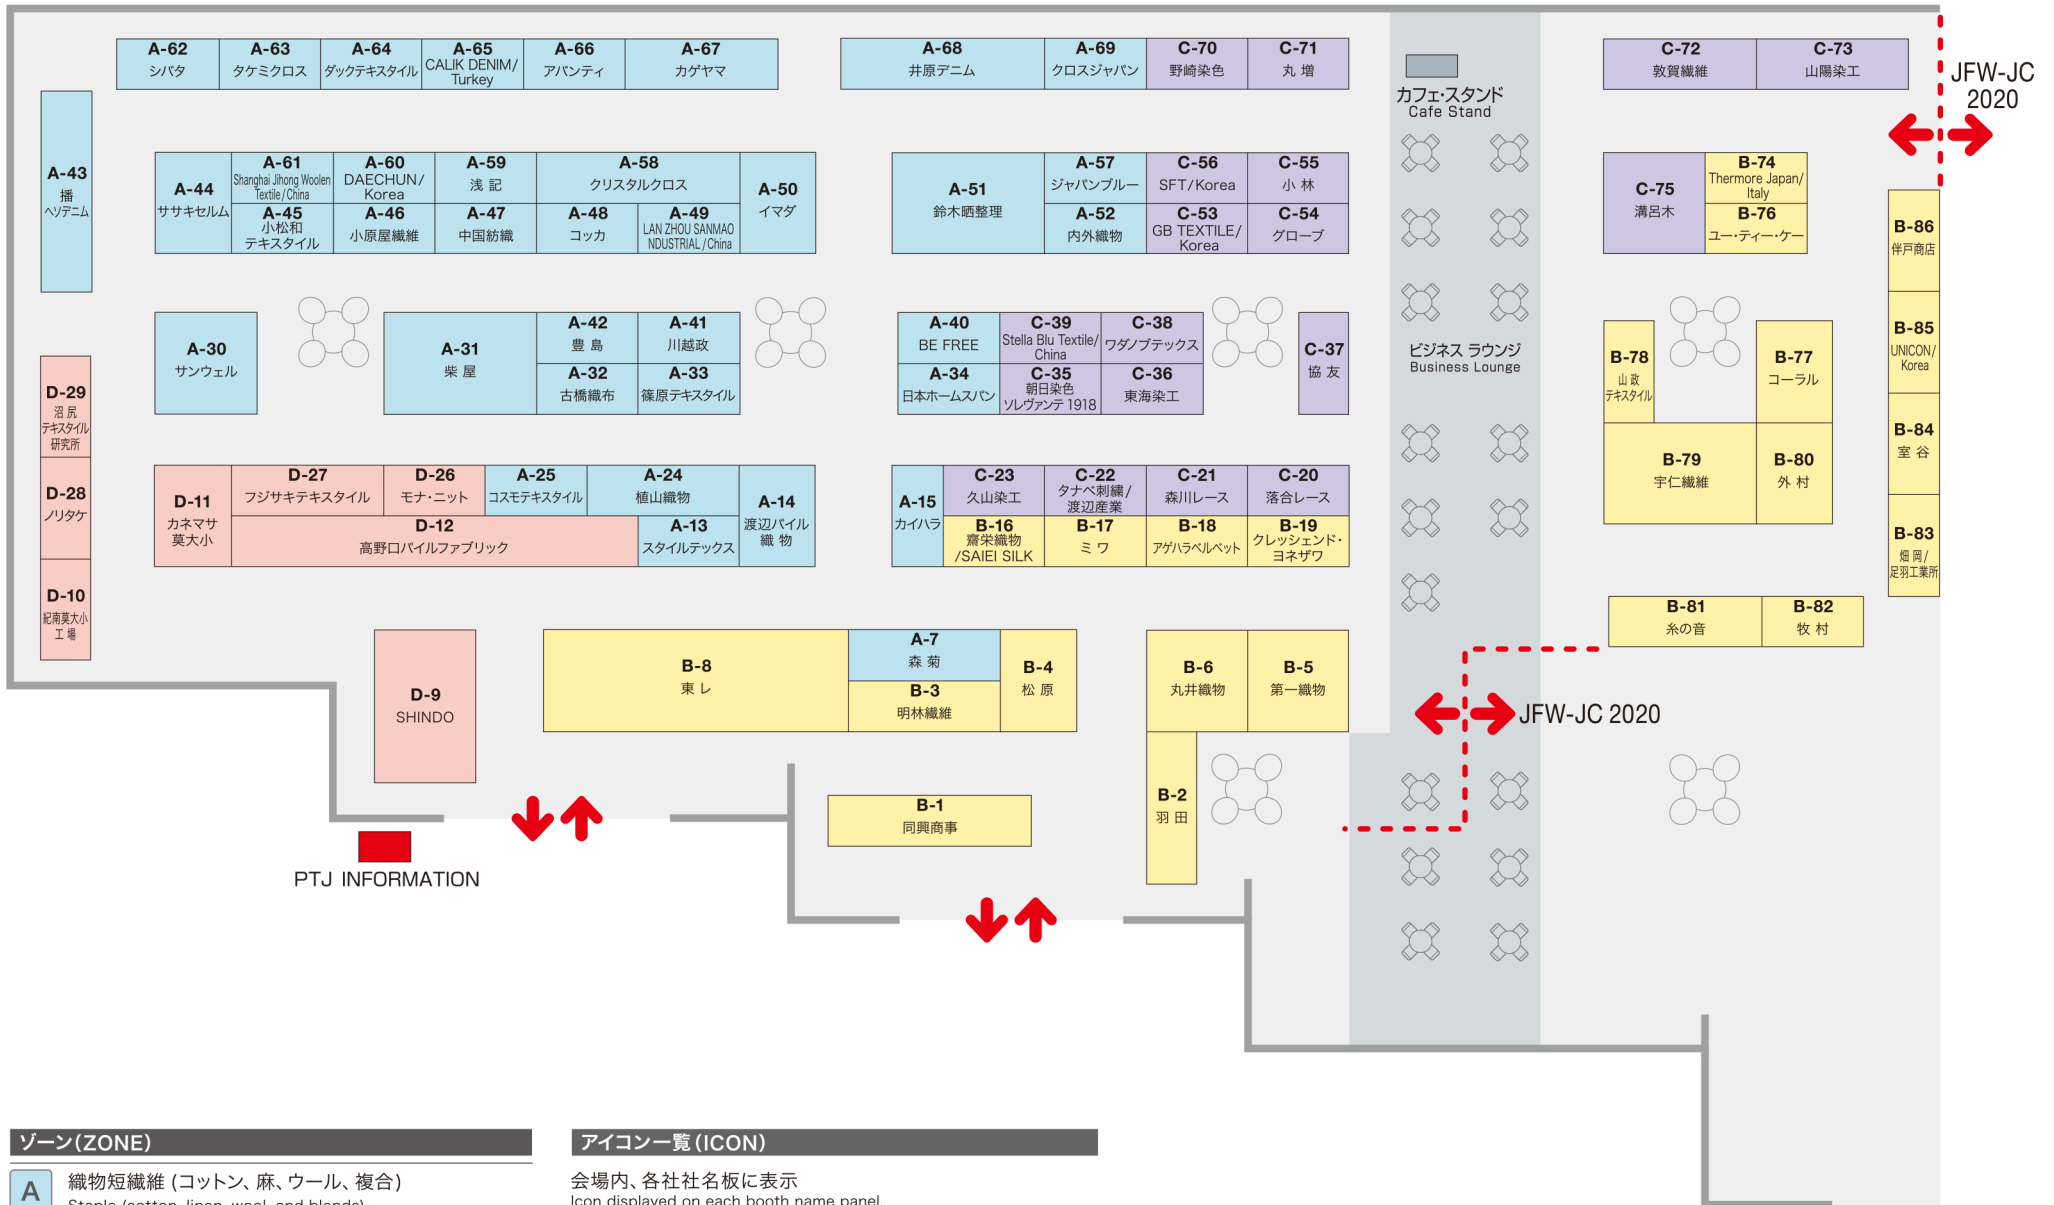 A-62
シバタ
A-63
タケミクロス
A-64
ダックテキスタイル
A-65
CALIK DENIM/
Turkey
A-66
アバンティ
A-67
カゲヤマ
A-68
井原デニム
A-69
クロスジャパン
C-70
野崎染色
C-71
丸 増
C-72
敦賀繊維
C-73
山陽染工
カフェ・スタンド
Cafe Stand
JFW-JC
2020
A-43
播
ヘソデニム
A-44
ササキセルム
A-61
Shanghai Jihong Woolen
Textile/China
A-60
DAECHUN/
Korea
A-59
浅 記
A-58
クリスタルクロス
A-50
イマダ
A-45
小松和
テキスタイル
A-46
小原屋繊維
A-47
中国紡織
A-48
コッカ
A-49
LAN ZHOU SANMAO
NDUSTRIAL/China
A-51
鈴木晒整理
A-57
ジャパンブルー
C-56
SFT/Korea
C-55
小 林
A-52
内外織物
C-53
GB TEXTILE/
Korea
C-54
グローブ
C-75
溝呂木
B-74
Thermore Japan/
Italy
B-76
ユー・ティー・ケー
B-86
伴戸商店
B-85
UNICON/
Korea
B-84
室 谷
B-83
畑 岡/
足羽工業所
A-30
サンウェル
A-31
柴 屋
A-42
豊 島
A-41
川越政
A-32
古橋織布
A-33
篠原テキスタイル
A-40
BE FREE
C-39
Stella Blu Textile/
China
C-38
ワダノブテックス
A-34
日本ホームスパン
C-35
朝日染色
ソレヴァンテ 1918
C-36
東海染工
C-37
協 友
ビジネス ラウンジ
Business Lounge
B-78
山 政
テキスタイル
B-77
コーラル
B-79
宇仁繊維
B-80
外 村
D-29
沼 尻
テキスタイル
研究所
D-28
ノリタケ
D-10
紀南莫大小
工 場
D-11
カネマサ
莫大小
D-27
フジサキテキスタイル
D-26
モナ・ニット
A-25
コスモテキスタイル
A-24
植山織物
A-14
渡辺パイル
織 物
D-12
高野口パイルファブリック
A-13
スタイルテックス
A-15
カイハラ
C-23
久山染工
C-22
タナベ刺繍/
渡辺産業
C-21
森川レース
C-20
落合レース
B-16
齋栄織物
/SAIEI SILK
B-17
ミ ワ
B-18
アゲハラベルベット
B-19
クレッシェンド・
ヨネザワ
B-81
糸の音
B-82
牧 村
D-9
SHINDO
B-8
東 レ
A-7
森 菊
B-3
明林繊維
B-4
松 原
B-6
丸井織物
B-5
第一織物
JFW-JC 2020
B-2
羽 田
B-1
同興商事
PTJ INFORMATION
ゾーン(ZONE)
A
織物短繊維 (コットン、麻、ウール、複合)
Staple (cotton, linen, wool, and blends)
アイコン一覧(ICON)
会場内、各社社名板に表示
Icon displayed on each booth name panel.